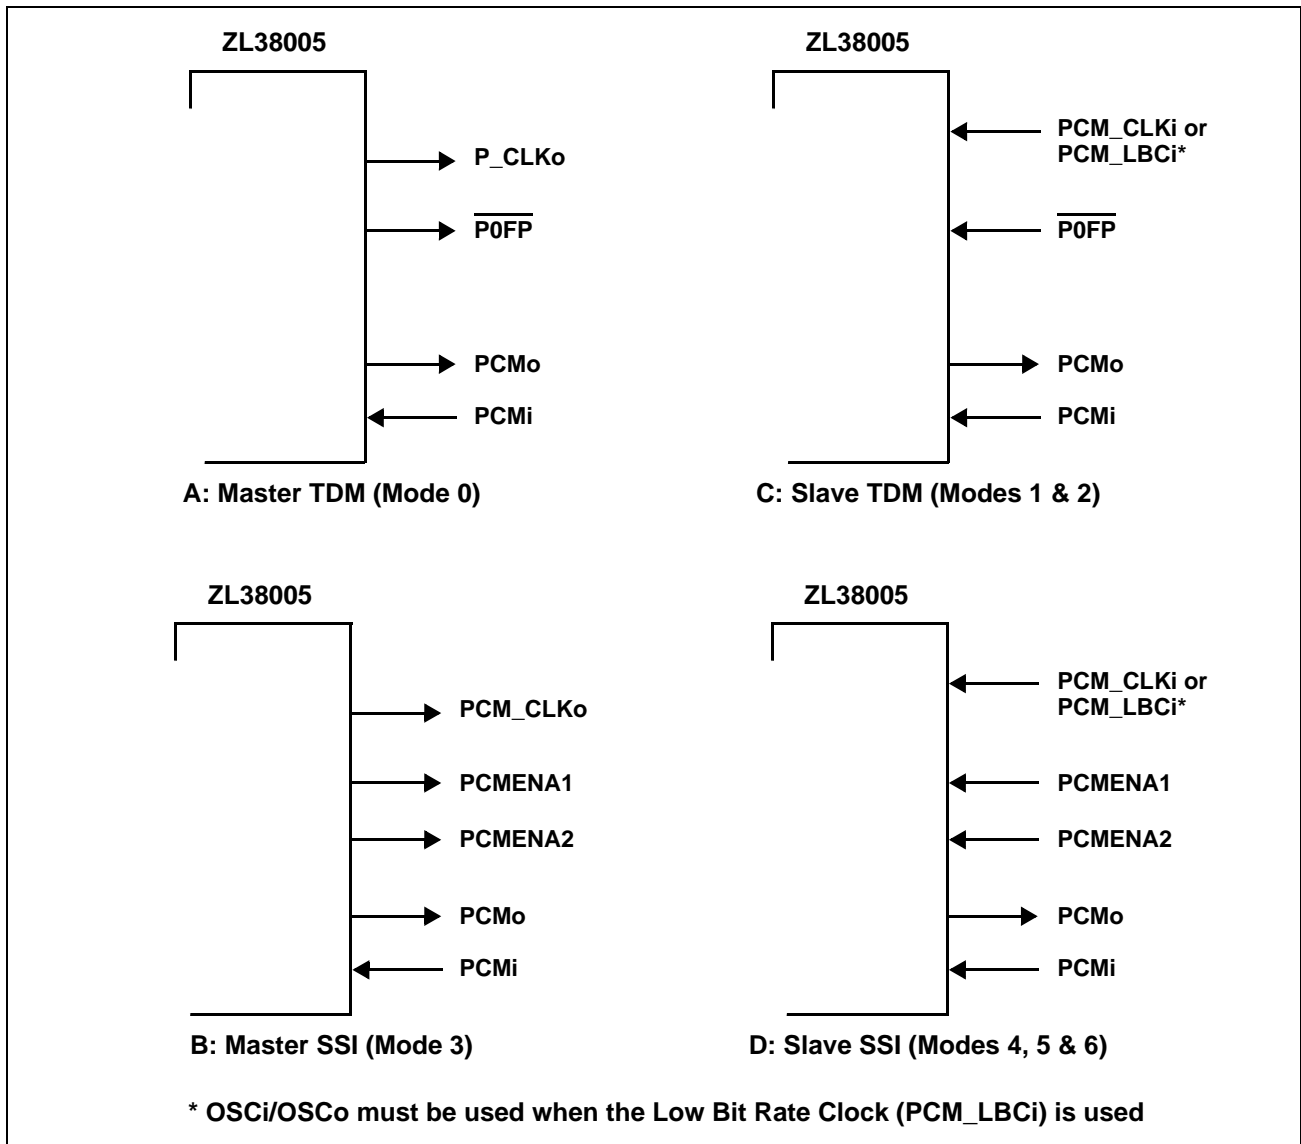 ZL38005
P_CLKo
P0FP
PCMo
PCMi
A: Master TDM (Mode 0)
ZL38005
PCM_CLKi or
PCM_LBCi*
P0FP
PCMo
PCMi
C: Slave TDM (Modes 1 & 2)
ZL38005
PCM_CLKo
PCMENA1
PCMENA2
PCMo
PCMi
B: Master SSI (Mode 3)
ZL38005
PCM_CLKi or
PCM_LBCi*
PCMENA1
PCMENA2
PCMo
PCMi
D: Slave SSI (Modes 4, 5 & 6)
* OSCi/OSCo must be used when the Low Bit Rate Clock (PCM_LBCi) is used